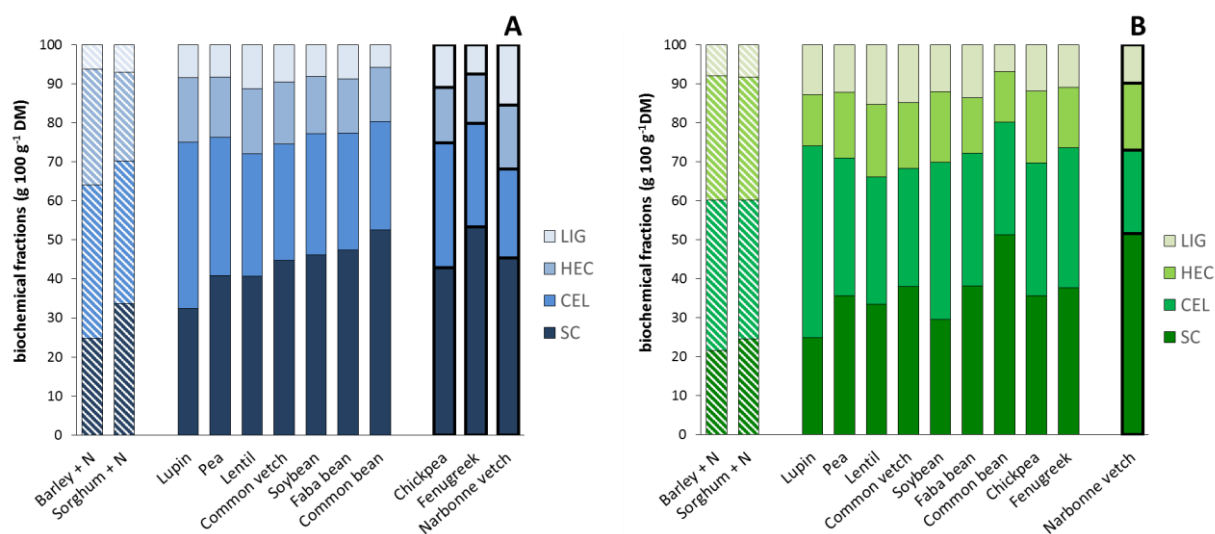 A
biochemical fractions (g 100 g-1 DM)
100
90
80
70
60
50
40
30
20
10
0
LIG
HEC
CEL
SC
Barley + N
Sorghum + N
Lupin
Pea
Lentil
Common vetch
Soybean
Faba bean
Common bean
Chickpea
Fenugreek
Narbonne vetch
B
biochemical fractions (g 100 g-1DM)
100
90
80
70
60
50
40
30
20
10
0
LIG
HEC
CEL
SC
Barley + N
Sorghum + N
Lupin
Pea
Lentil
Common vetch
Soybean
Faba bean
Common bean
Chickpea
Fenugreek
Narbonne vetch